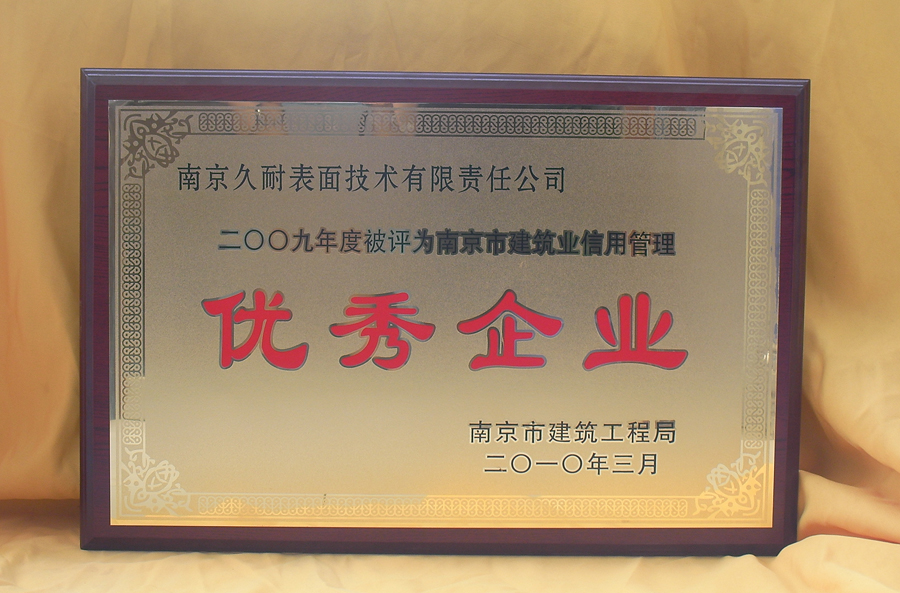 南京久耐表面技术有限责任公司
二〇〇九年度被评为南京市建筑业信用管理
优秀企业
南京市建筑工程局
二〇一〇年三月